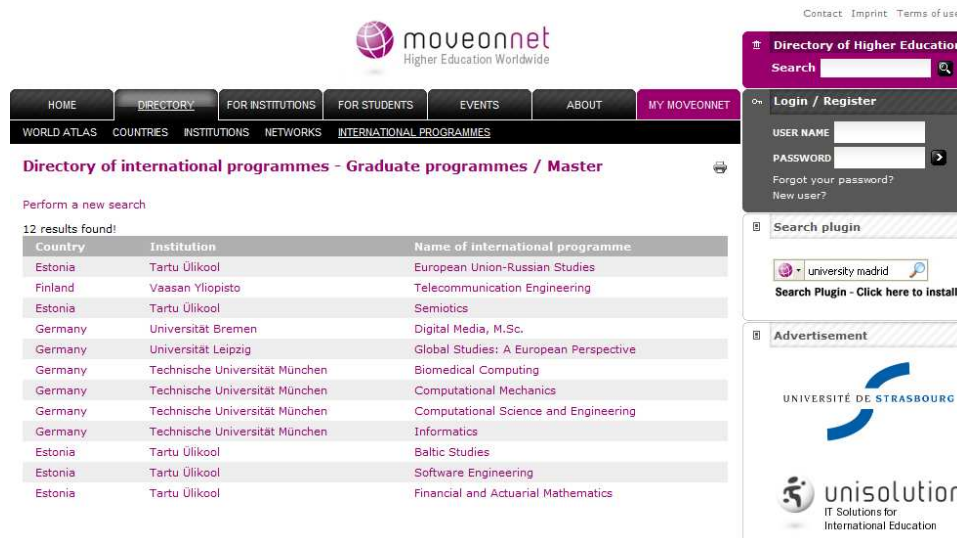 Contact Imprint Terms of use
moveonnet
Higher Education Worldwide
Directory of Higher Education
Search
HOME DIRECTORY FOR INSTITUTIONS FOR STUDENTS EVENTS ABOUT MY MOVEONNET
WORLD ATLAS COUNTRIES INSTITUTIONS NETWORKS INTERNATIONAL PROGRAMMES
Login / Register
USER NAME
PASSWORD
Forgot your password?
New user?
Directory of international programmes - Graduate programmes / Master
Perform a new search
12 results found!
Country Institution Name of international programme
Estonia Tartu Ülikool European Union-Russian Studies
Finland Vaasan Yliopisto Telecommunication Engineering
Estonia Tartu Ülikool Semiotics
Germany Universität Bremen Digital Media, M.Sc.
Germany Universität Leipzig Global Studies: A European Perspective
Germany Technische Universität München Biomedical Computing
Germany Technische Universität München Computational Mechanics
Germany Technische Universität München Computational Science and Engineering
Germany Technische Universität München Informatics
Estonia Tartu Ülikool Baltic Studies
Estonia Tartu Ülikool Software Engineering
Estonia Tartu Ülikool Financial and Actuarial Mathematics
Search plugin
university madrid
Search Plugin - Click here to install
Advertisement
UNIVERSITÉ DE STRASBOURG
unisolution
IT Solutions for
International Education